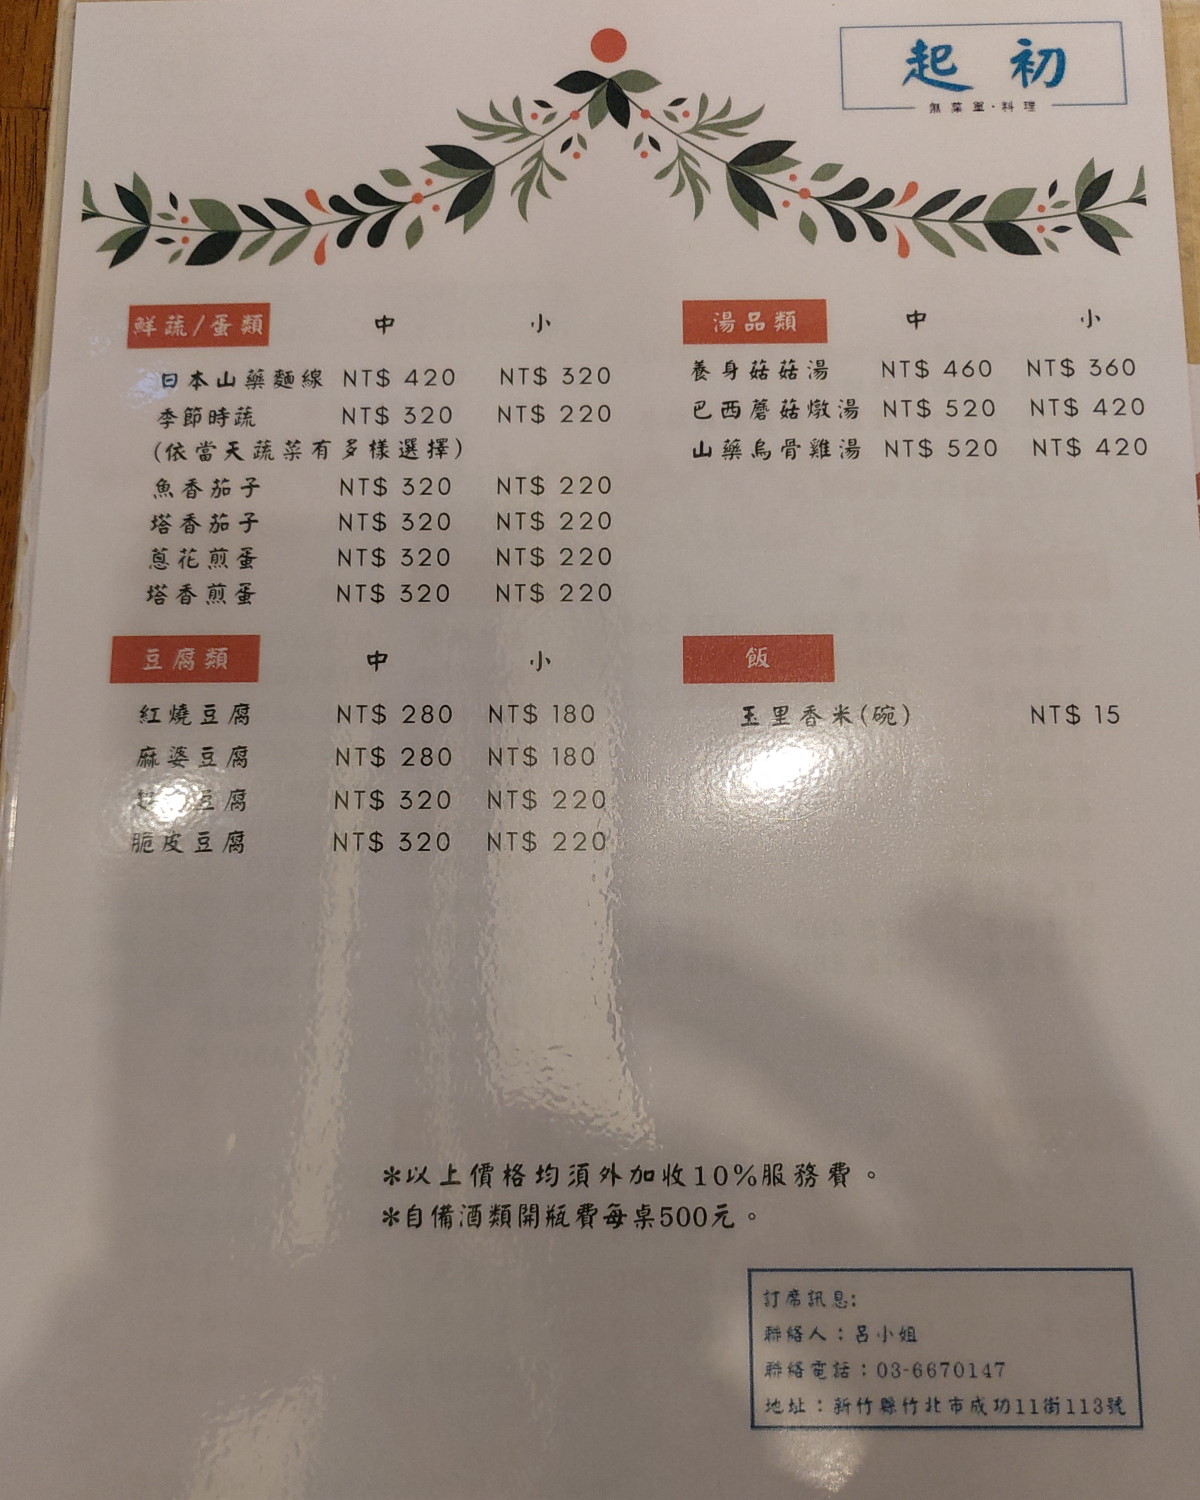 起初
無菜單·料理
鮮蔬/蛋類 中 小
日本山藥麵線 NT$ 420 NT$ 320
季節時蔬 NT$ 320 NT$ 220
(依當天蔬菜有多樣選擇)
魚香茄子 NT$ 320 NT$ 220
塔香茄子 NT$ 320 NT$ 220
蔥花煎蛋 NT$ 320 NT$ 220
塔香煎蛋 NT$ 320 NT$ 220
湯品類 中 小
養身菇菇湯 NT$ 460 NT$ 360
巴西蘑菇燉湯 NT$ 520 NT$ 420
山藥烏骨雞湯 NT$ 520 NT$ 420
豆腐類 中 小
紅燒豆腐 NT$ 280 NT$ 180
麻婆豆腐 NT$ 280 NT$ 180
豆腐 NT$ 320 NT$ 220
脆皮豆腐 NT$ 320 NT$ 220
飯
玉里香米(碗) NT$ 15
*以上價格均須外加收10%服務費。
*自備酒類開瓶費每桌500元。
訂席訊息:
聯絡人：呂小姐
聯絡電話：03-6670147
地址：新竹縣竹北市成功11街113號